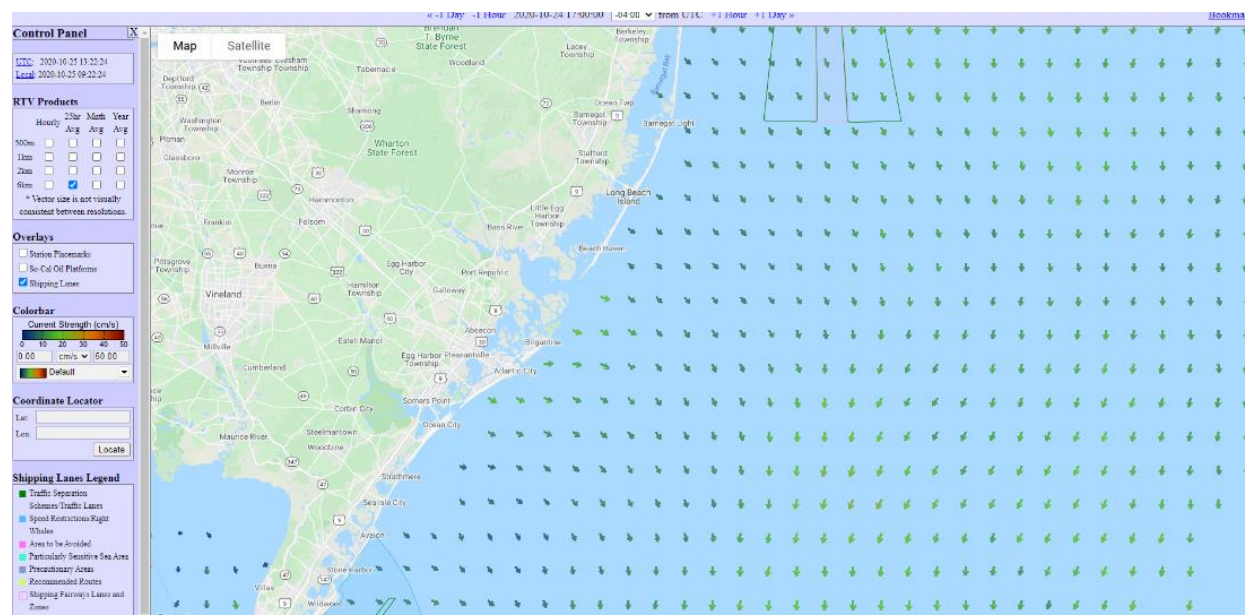 « -1 Day -1 Hour 2020-10-24 17:00:00 -04:00 from UTC +1 Hour +1 Day »
Control Panel X
UTC: 2020-10-25 13:22:24
Local: 2020-10-25 09:22:24
RTV Products
Hourly 25hr Avg Mnth Avg Year Avg
500m
1km
2km
6km
* Vector size is not visually
consistent between resolutions.
Overlays
Station Placemarks
So-Cal Oil Platforms
Shipping Lanes
Colorbar
Current Strength (cm/s)
0 10 20 30 40 50
0.00 cm/s 50.00
Default
Coordinate Locator
Lat:
Lon:
Locate
Shipping Lanes Legend
Traffic Separation
Schemes/Traffic Lanes
Speed Restrictions/Right
Whales
Area to be Avoided
Particularly Sensitive Sea Area
Precautionary Areas
Recommended Routes
Shipping Fairways Lanes and
Zones
Map Satellite
Brendan
T. Byrne
State Forest
Berkeley
Township
Lacey
Township
Woodland
Tabernacle
Deptford
Township
Berlin
Shamong
Ocean Twp
Barnegat Bay
Barnegat
Township
Barnegat Light
Washington
Township
Pitman
Glassboro
Wharton
State Forest
Stafford
Township
Monroe
Township
Hammonton
Long Beach
Island
Little Egg
Harbor
Township
Franklin
Folsom
Bass River
Beach Haven
Pittsgrove
Township
Buena
Egg Harbor
City
Port Republic
Hamilton
Township
Galloway
Vineland
Absecon
Millville
Estell Manor
Brigantine
Egg Harbor
Township
Pleasantville
Cumberland
Atlantic City
Somers Point
Corbin City
Ocean City
Maurice River
Steelmantown
Woodbine
Strathmere
Sea Isle City
Avalon
Stone Harbor
Villas
Wildwood